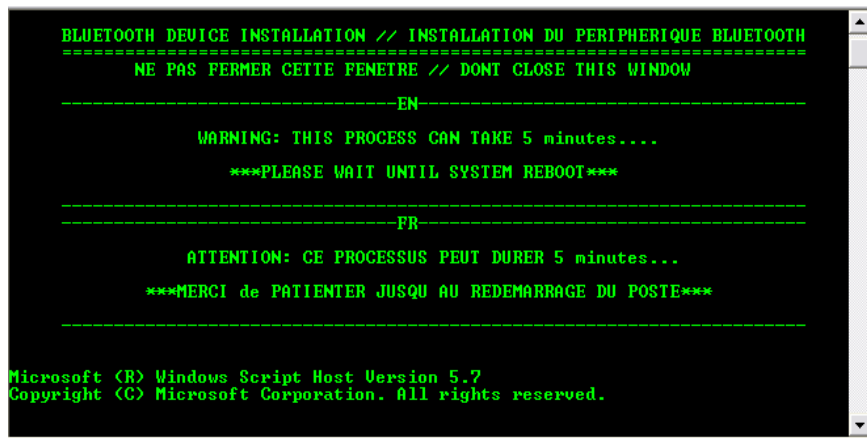 BLUETOOTH DEVICE INSTALLATION // INSTALLATION DU PERIPHERIQUE BLUETOOTH
=======================================================================
NE PAS FERMER CETTE FENETRE // DONT CLOSE THIS WINDOW
--------------------------------EN-------------------------------------
WARNING: THIS PROCESS CAN TAKE 5 minutes....
***PLEASE WAIT UNTIL SYSTEM REBOOT***
-----------------------------------------------------------------------
--------------------------------FR-------------------------------------
ATTENTION: CE PROCESSUS PEUT DURER 5 minutes...
***MERCI de PATIENTER JUSQU AU REDEMARRAGE DU POSTE***
-----------------------------------------------------------------------
Microsoft (R) Windows Script Host Version 5.7
Copyright (C) Microsoft Corporation. All rights reserved.